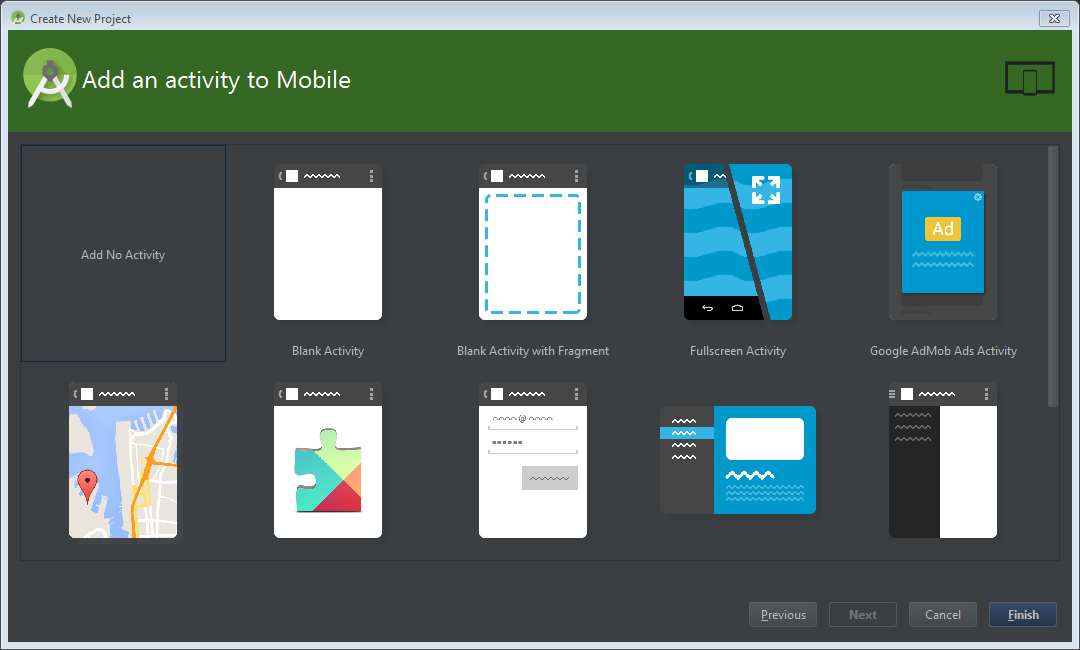 Create New Project
Add an activity to Mobile
Add No Activity
Ad
Blank Activity
Blank Activity with Fragment
Fullscreen Activity
Google AdMob Ads Activity
@
Previous
Next
Cancel
Finish